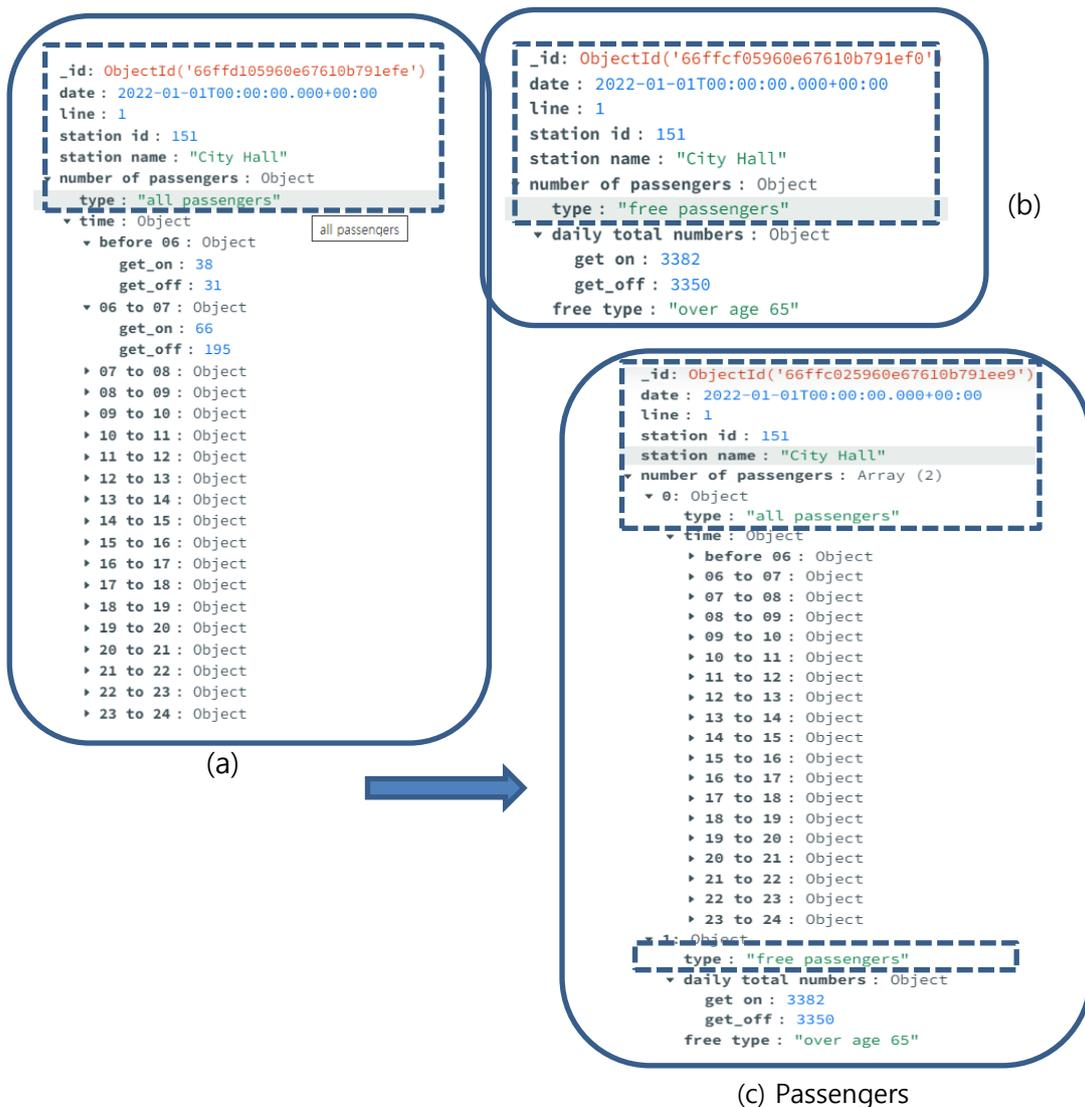 _id: ObjectId('66ffd105960e67610b791efe')
date : 2022-01-01T00:00:00.000+00:00
line : 1
station id : 151
station name : "City Hall"
number of passengers : Object
type : "all passengers"
time : Object
all passengers
before 06 : Object
get_on : 38
get_off : 31
06 to 07 : Object
get_on : 66
get_off : 195
07 to 08 : Object
08 to 09 : Object
09 to 10 : Object
10 to 11 : Object
11 to 12 : Object
12 to 13 : Object
13 to 14 : Object
14 to 15 : Object
15 to 16 : Object
16 to 17 : Object
17 to 18 : Object
18 to 19 : Object
19 to 20 : Object
20 to 21 : Object
21 to 22 : Object
22 to 23 : Object
23 to 24 : Object
(a)
_id: ObjectId('66ffcf05960e67610b791ef0')
date : 2022-01-01T00:00:00.000+00:00
line : 1
station id : 151
station name : "City Hall"
number of passengers : Object
type : "free passengers"
daily total numbers : Object
get on : 3382
get_off : 3350
free type : "over age 65"
(b)
_id: ObjectId('66ffc025960e67610b791ee9')
date : 2022-01-01T00:00:00.000+00:00
line : 1
station id : 151
station name : "City Hall"
number of passengers : Array (2)
0: Object
type : "all passengers"
time : Object
before 06 : Object
06 to 07 : Object
07 to 08 : Object
08 to 09 : Object
09 to 10 : Object
10 to 11 : Object
11 to 12 : Object
12 to 13 : Object
13 to 14 : Object
14 to 15 : Object
15 to 16 : Object
16 to 17 : Object
17 to 18 : Object
18 to 19 : Object
19 to 20 : Object
20 to 21 : Object
21 to 22 : Object
22 to 23 : Object
23 to 24 : Object
1: Object
type : "free passengers"
daily total numbers : Object
get on : 3382
get_off : 3350
free type : "over age 65"
(c) Passengers